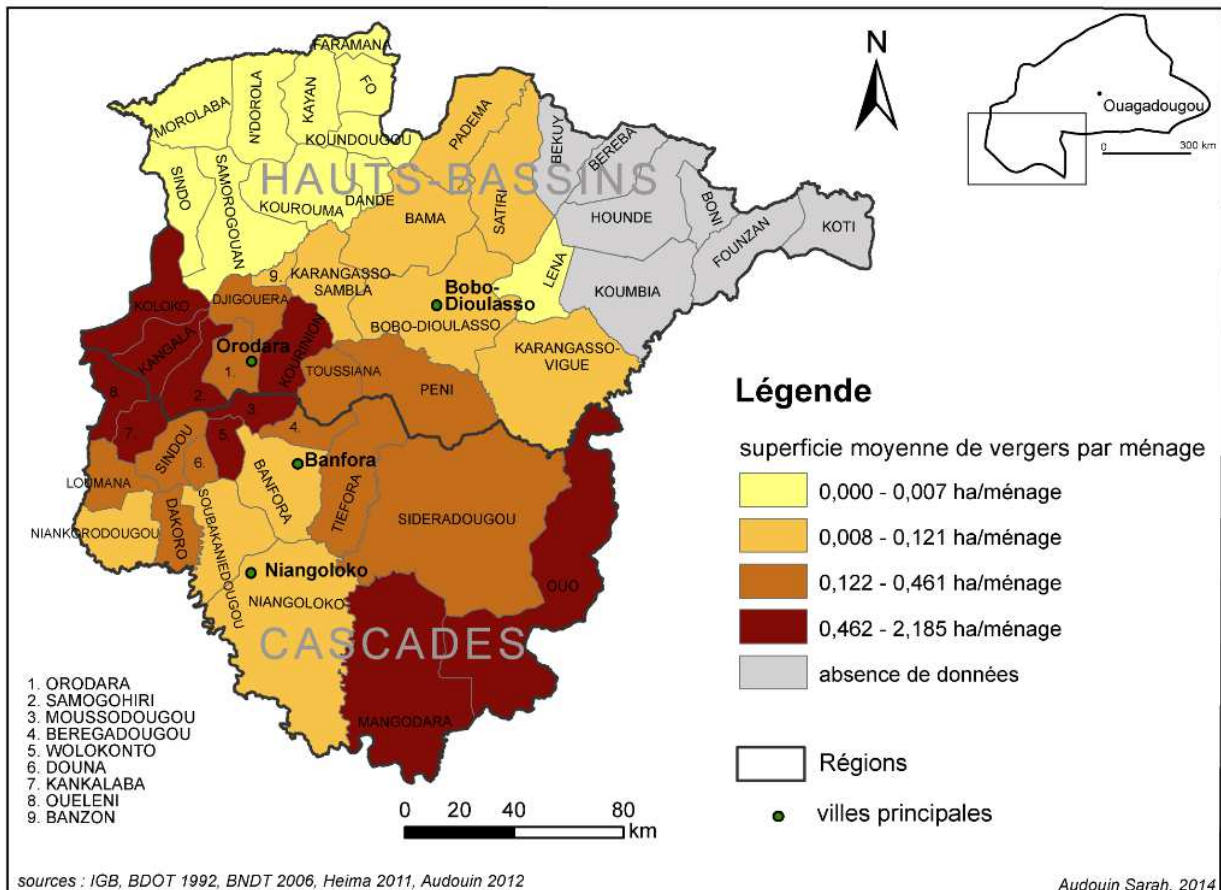 FARAMANA
FO
KAYAN
N'DOROLA
MOROLABA
KOUNDOUGOU
PADEMA
BEKUY
BEREBA
SINDO
SAMOROGOUAN
HAUTS-BASSINS
KOUROUMA
DANDE
BAMA
SATIRI
HOUNDE
BONI
FOUNZAN
KOTI
LENA
KOUMBIA
9.
KARANGASSO-
SAMBLA
Bobo-
Dioulasso
BOBO-DIOULASSO
KARANGASSO-
VIGUE
KOLOKO
DJIGOUERA
KANGALA
Orodara
1.
KOURINION
TOUSSIANA
PENI
8.
2.
3.
7.
5.
4.
SINDOU
6.
LOUMANA
BANFORA
Banfora
TIEFORA
SIDERADOUGOU
NIANKORODOUGOU
DAKORO
SOUBAKANIEDOUGOU
Niangoloko
NIANGOLOKO
OUO
CASCADES
MANGODARA
1. ORODARA
2. SAMOGOHIRI
3. MOUSSODOUGOU
4. BEREGADOUGOU
5. WOLOKONTO
6. DOUNA
7. KANKALABA
8. OUELENI
9. BANZON
0 20 40 80
km
N
Ouagadougou
0 300 km
Légende
superficie moyenne de vergers par ménage
0,000 - 0,007 ha/ménage
0,008 - 0,121 ha/ménage
0,122 - 0,461 ha/ménage
0,462 - 2,185 ha/ménage
absence de données
Régions
villes principales
sources : IGB, BDOT 1992, BNDT 2006, Heima 2011, Audouin 2012
Audouin Sarah, 2014